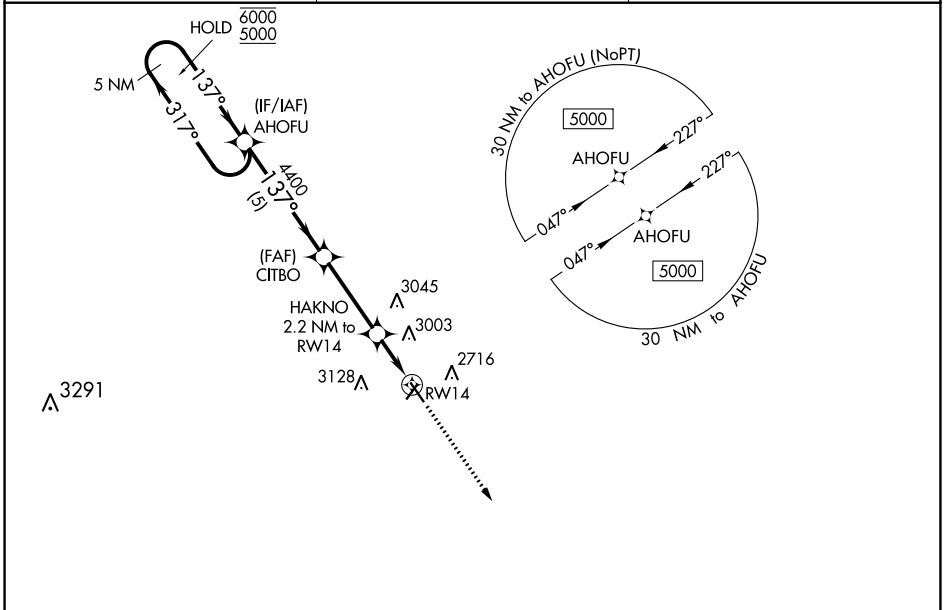 HOLD 6000
5000
5 NM
137°
317°
(IF/IAF)
AHOFU
4400
137°
(5)
(FAF)
CITBO
HAKNO
2.2 NM to
RW14
3045
3003
2716
3128
RW14
3291
30 NM to AHOFU (NoPT)
5000
AHOFU
227°
047°
227°
047°
AHOFU
5000
30 NM to AHOFU